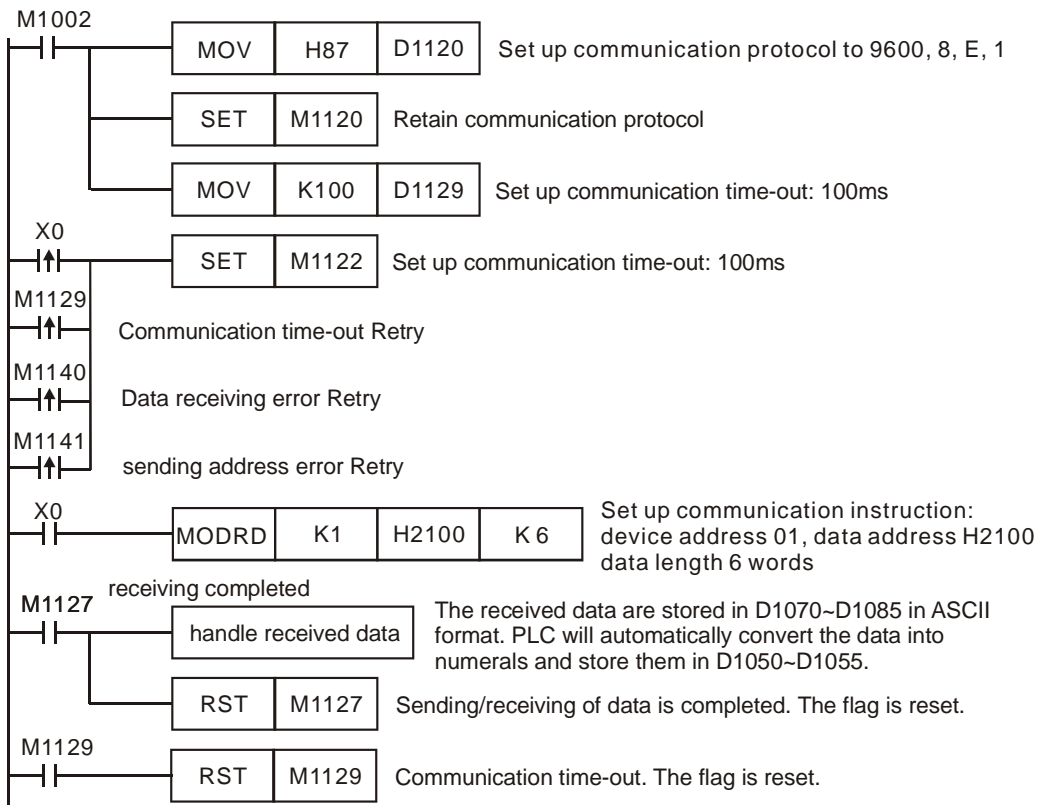 M1002
MOV H87 D1120 Set up communication protocol to 9600, 8, E, 1
SET M1120 Retain communication protocol
MOV K100 D1129 Set up communication time-out: 100ms
X0
SET M1122 Set up communication time-out: 100ms
M1129
Communication time-out Retry
M1140
Data receiving error Retry
M1141
sending address error Retry
X0
MODRD K1 H2100 K 6
Set up communication instruction:
device address 01, data address H2100
data length 6 words
receiving completed
M1127
handle received data
The received data are stored in D1070~D1085 in ASCII
format. PLC will automatically convert the data into
numerals and store them in D1050~D1055.
RST M1127 Sending/receiving of data is completed. The flag is reset.
M1129
RST M1129 Communication time-out. The flag is reset.